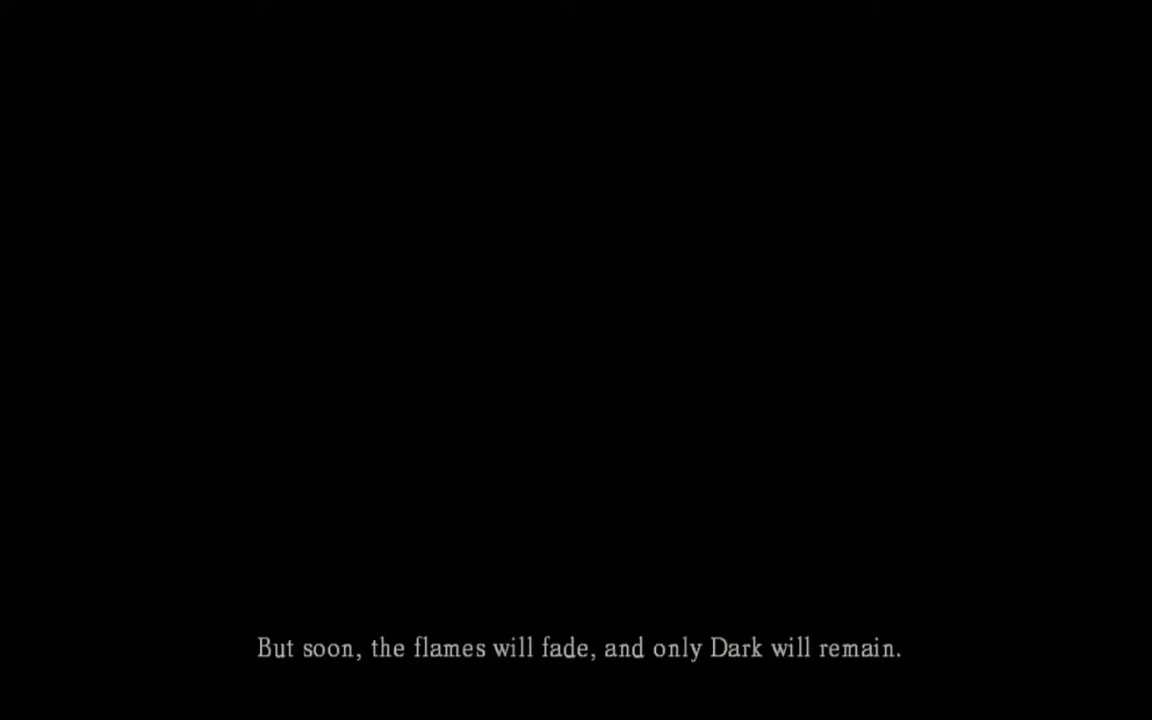 But soon, the flames will fade, and only Dark will remain.